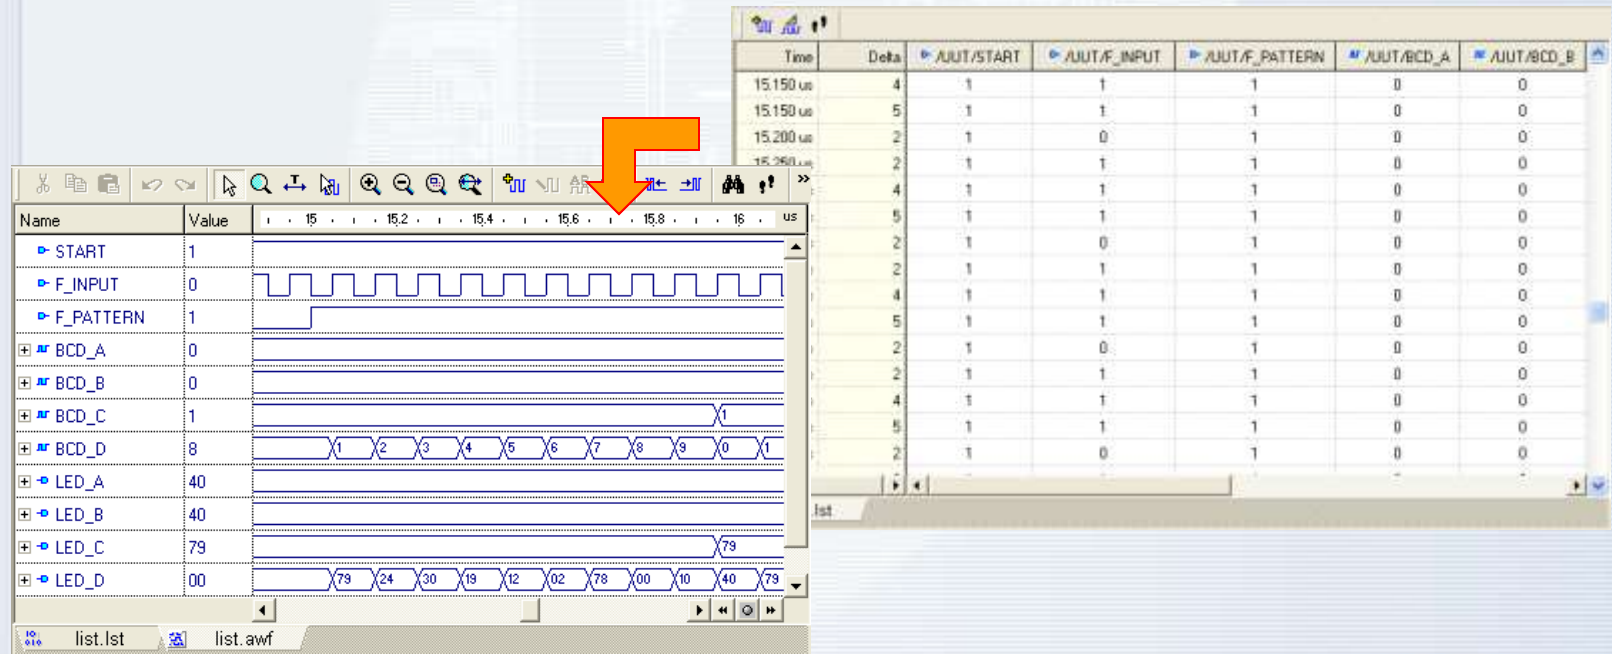 Time Delta /UUT/START /UUT/F_INPUT /UUT/F_PATTERN /UUT/BCD_A /UUT/BCD_B
15.150 us 4 1 1 1 0 0
15.150 us 5 1 1 1 0 0
15.200 us 2 1 0 1 0 0
15.250 us 2 1 1 1 0 0
4 1 1 1 0 0
5 1 1 1 0 0
2 1 0 1 0 0
2 1 1 1 0 0
4 1 1 1 0 0
5 1 1 1 0 0
2 1 0 1 0 0
2 1 1 1 0 0
4 1 1 1 0 0
5 1 1 1 0 0
2 1 0 1 0 0
.lst
Name Value 15 15.2 15.4 15.6 15.8 16 us
START 1
F_INPUT 0
F_PATTERN 1
BCD_A 0
BCD_B 0
BCD_C 1 1
BCD_D 8 1 2 3 4 5 6 7 8 9 0 1
LED_A 40
LED_B 40
LED_C 79 79
LED_D 00 79 24 30 19 12 02 78 00 10 40 79
list.lst list.awf